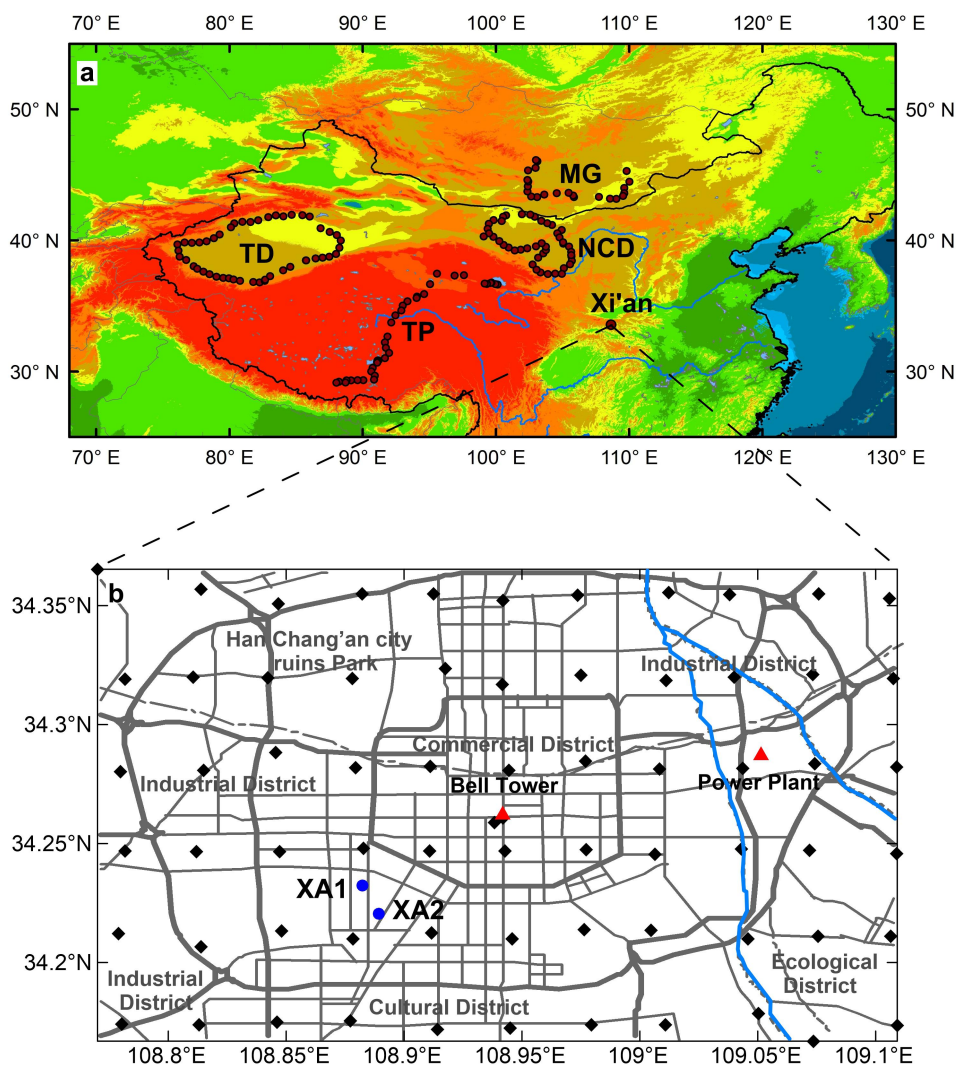 70° E 80° E 90° E 100° E 110° E 120° E 130° E
a
50° N 50° N
MG
40° N 40° N
TD NCD
Xi'an
TP
30° N 30° N
70° E 80° E 90° E 100° E 110° E 120° E 130° E
b
34.35°N
Han Chang'an city
ruins Park
Industrial District
34.3°N
Commercial District
Industrial District
Bell Tower
Power Plant
34.25°N
XA1
XA2
34.2°N
Industrial
District
Cultural District
Ecological
District
108.8°E 108.85°E 108.9°E 108.95°E 109°E 109.05°E 109.1°E